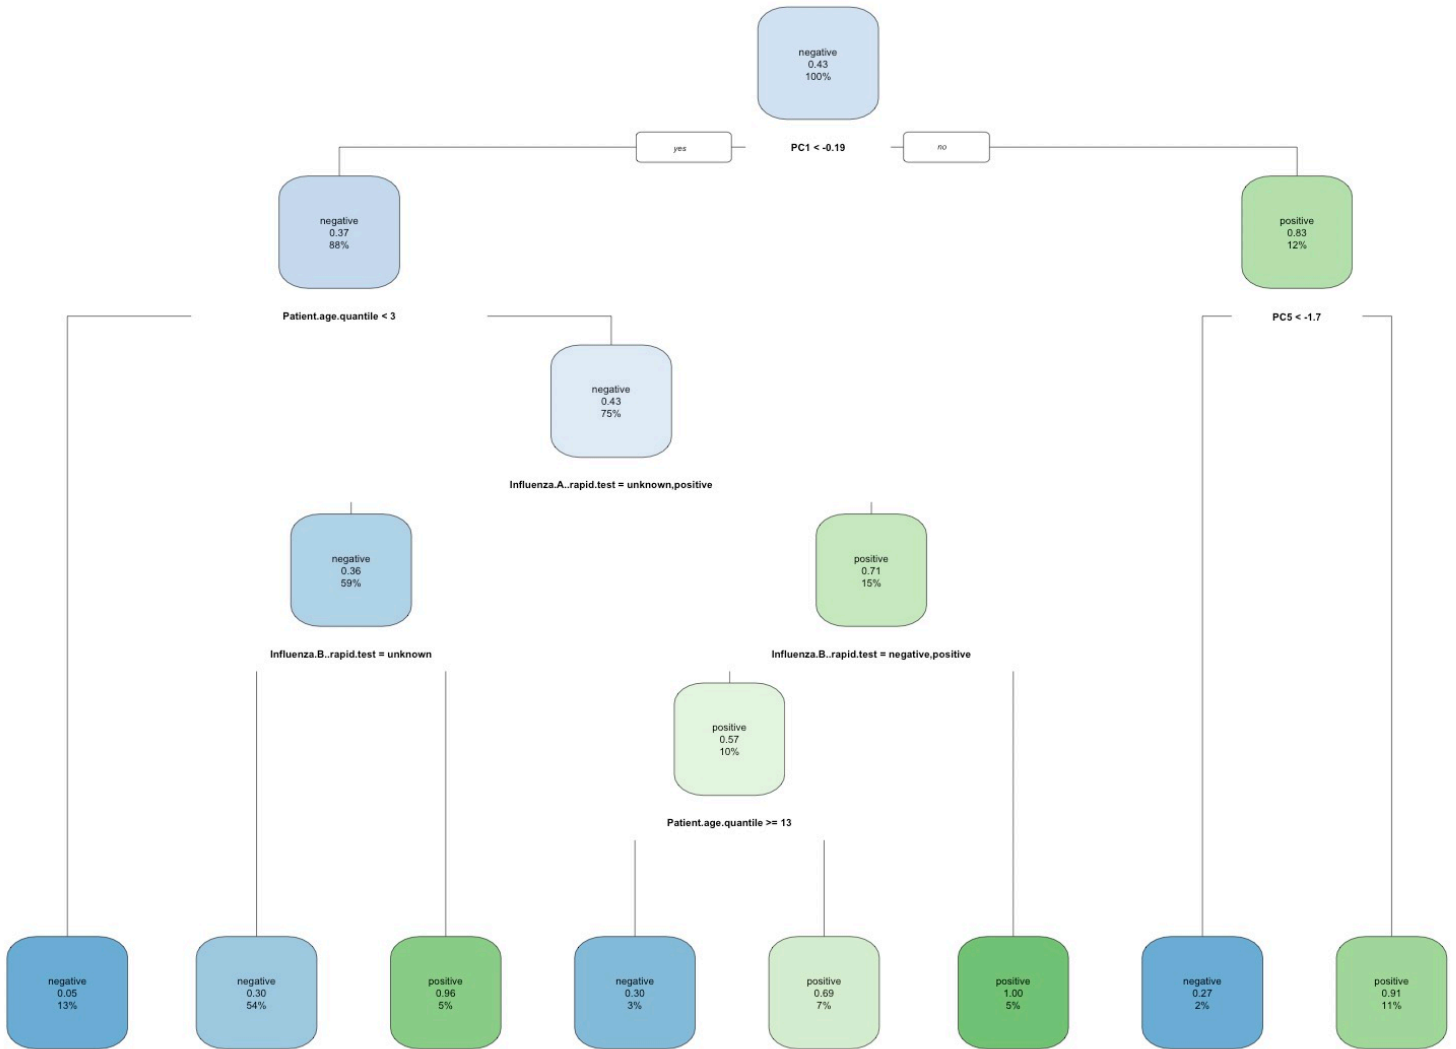 negative
0.43
100%
yes
PC1 < -0.19
no
negative
0.37
88%
positive
0.83
12%
Patient.age.quantile < 3
PC5 < -1.7
negative
0.43
75%
Influenza.A..rapid.test = unknown,positive
negative
0.36
59%
positive
0.71
15%
Influenza.B..rapid.test = unknown
Influenza.B..rapid.test = negative,positive
positive
0.57
10%
Patient.age.quantile >= 13
negative
0.05
13%
negative
0.30
54%
positive
0.96
5%
negative
0.30
3%
positive
0.69
7%
positive
1.00
5%
negative
0.27
2%
positive
0.91
11%